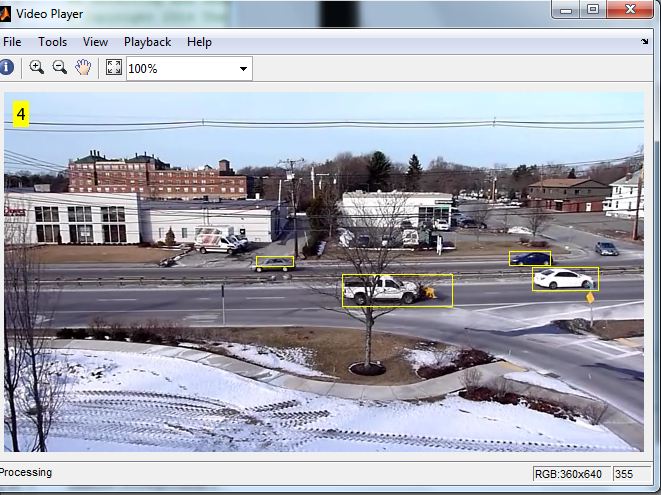 Video Player
File Tools View Playback Help
100%
4
Processing
RGB:360x640 355